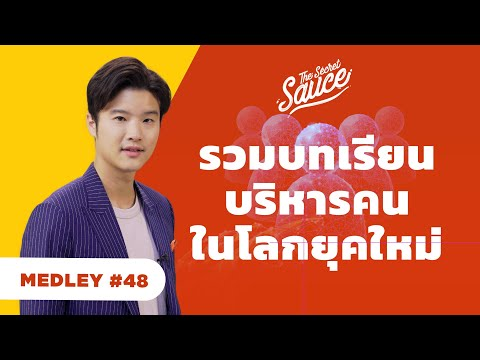 The Secret
Sauce
รวมบทเรียน
บริหารคน
ในโลกยุคใหม่
MEDLEY #48